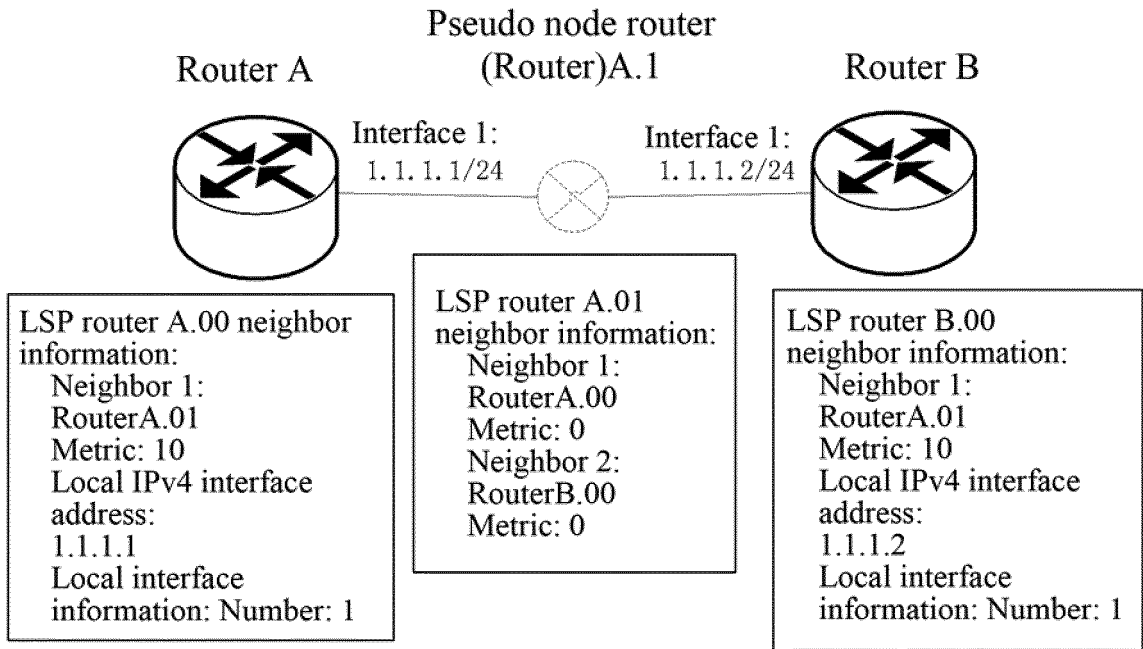 Pseudo node router
(Router)A.1
Router A
Router B
Interface 1:
1.1.1.1/24
Interface 1:
1.1.1.2/24
LSP router A.00 neighbor
information:
Neighbor 1:
RouterA.01
Metric: 10
Local IPv4 interface
address:
1.1.1.1
Local interface
information: Number: 1
LSP router A.01
neighbor information:
Neighbor 1:
RouterA.00
Metric: 0
Neighbor 2:
RouterB.00
Metric: 0
LSP router B.00
neighbor information:
Neighbor 1:
RouterA.01
Metric: 10
Local IPv4 interface
address:
1.1.1.2
Local interface
information: Number: 1